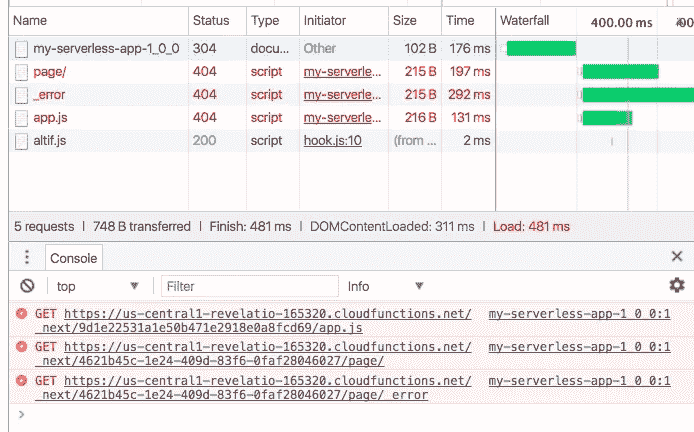 Name Status Type Initiator Size Time Waterfall 400.00 ms
my-serverless-app-1_0_0 304 docu... Other 102 B 176 ms
page/ 404 script my-serverle... 215 B 197 ms
_error 404 script my-serverle... 215 B 292 ms
app.js 404 script my-serverle... 216 B 131 ms
altif.js 200 script hook.js:10 (from ... 2 ms
5 requests | 748 B transferred | Finish: 481 ms | DOMContentLoaded: 311 ms | Load: 481 ms
Console
top Filter Info
GET https://us-central1-revelatio-165320.cloudfunctions.net/ my-serverless-app-1_0_0:1
_next/9d1e22531a1e50b471e2918e0a8fcd69/app.js
GET https://us-central1-revelatio-165320.cloudfunctions.net/ my-serverless-app-1_0_0:1
_next/4621b45c-1e24-409d-83f6-0faf28046027/page/
GET https://us-central1-revelatio-165320.cloudfunctions.net/ my-serverless-app-1_0_0:1
_next/4621b45c-1e24-409d-83f6-0faf28046027/page/_error